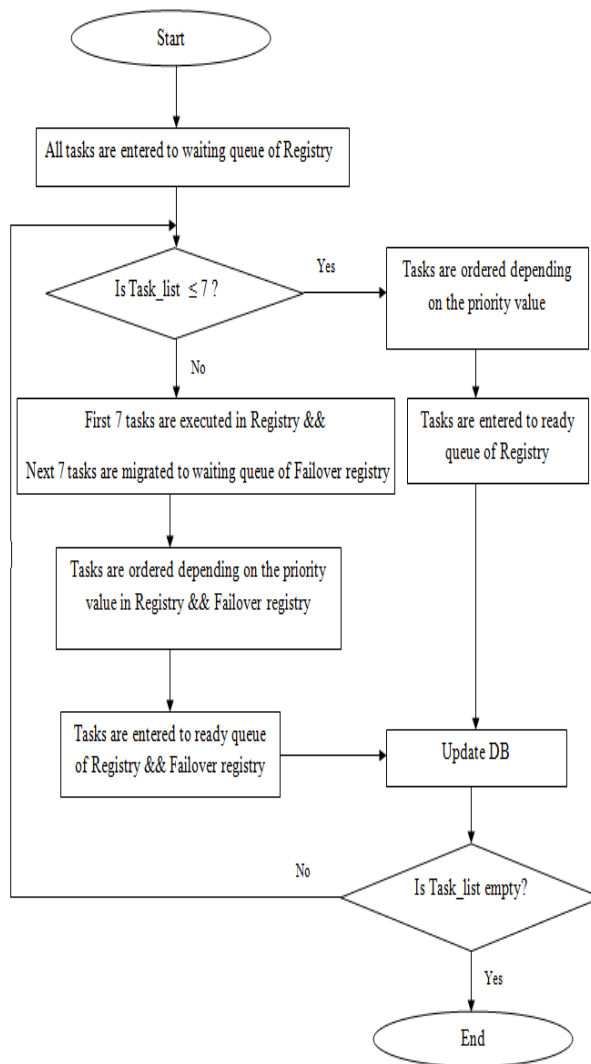 Start
All tasks are entered to waiting queue of Registry
Is Task_list ≤ 7 ?
Yes
Tasks are ordered depending
on the priority value
No
First 7 tasks are executed in Registry &&
Next 7 tasks are migrated to waiting queue of Failover registry
Tasks are entered to ready
queue of Registry
Tasks are ordered depending on the priority
value in Registry && Failover registry
Tasks are entered to ready queue
of Registry && Failover registry
Update DB
Is Task_list empty?
No
Yes
End